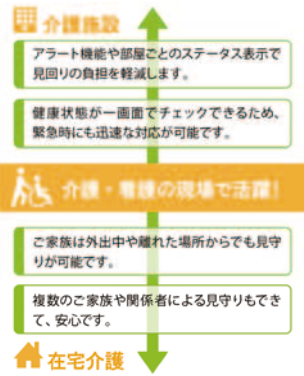 介護施設
アラート機能や部屋ごとのステータス表示で
見回りの負担を軽減します。
健康状態が一画面でチェックできるため、
緊急時にも迅速な対応が可能です。
介護・看護の現場で活躍！
ご家族は外出中や離れた場所からでも見守
りが可能です。
複数のご家族や関係者による見守りもでき
て、安心です。
在宅介護